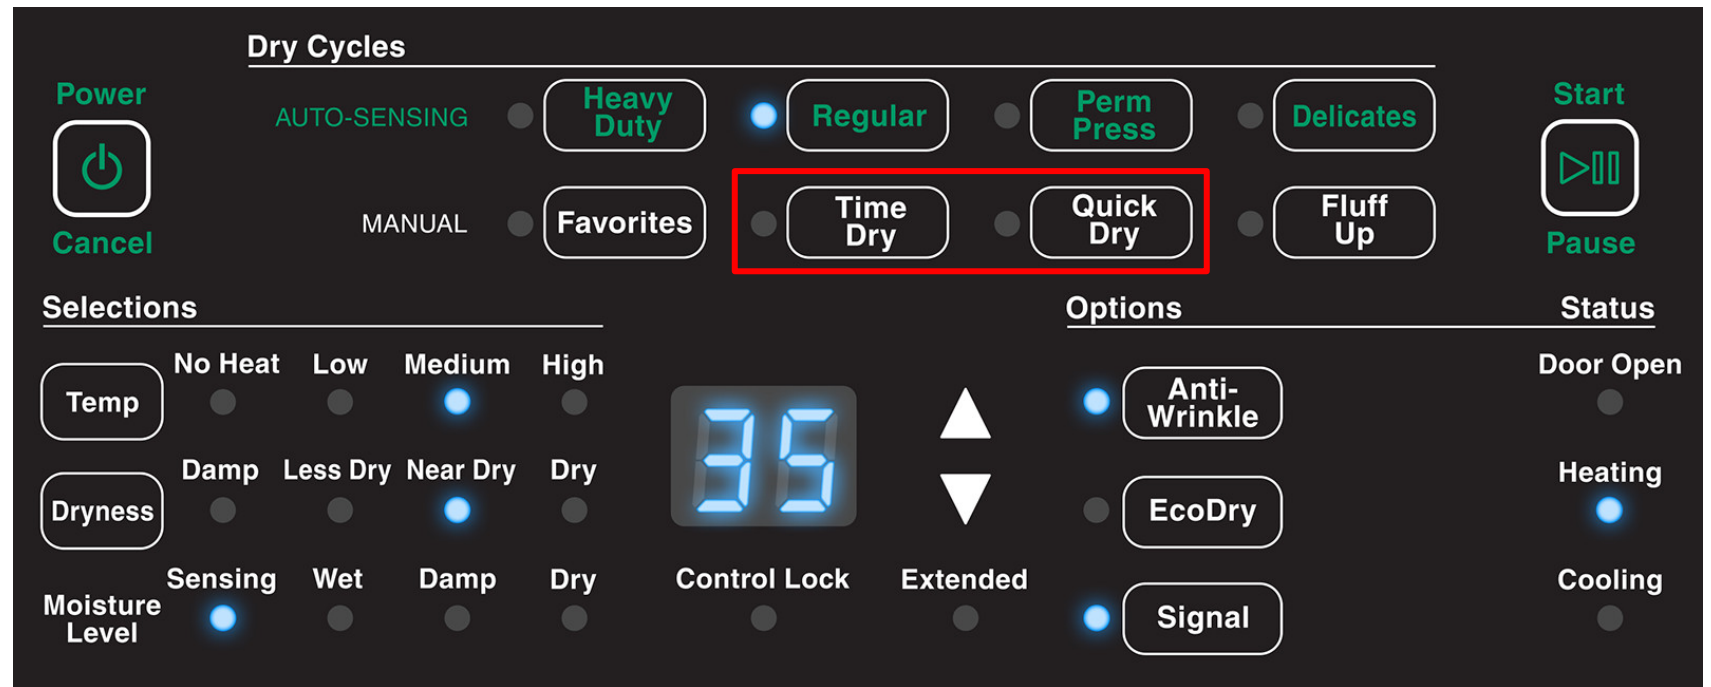 Dry Cycles
Power
Cancel
AUTO-SENSING
Heavy
Duty
Regular
Perm
Press
Delicates
Start
Pause
MANUAL
Favorites
Time
Dry
Quick
Dry
Fluff
Up
Selections
Temp
No Heat Low Medium High
Dryness
Damp Less Dry Near Dry Dry
Moisture
Level
Sensing Wet Damp Dry
35
Control Lock Extended
Options
Anti-
Wrinkle
EcoDry
Signal
Status
Door Open
Heating
Cooling